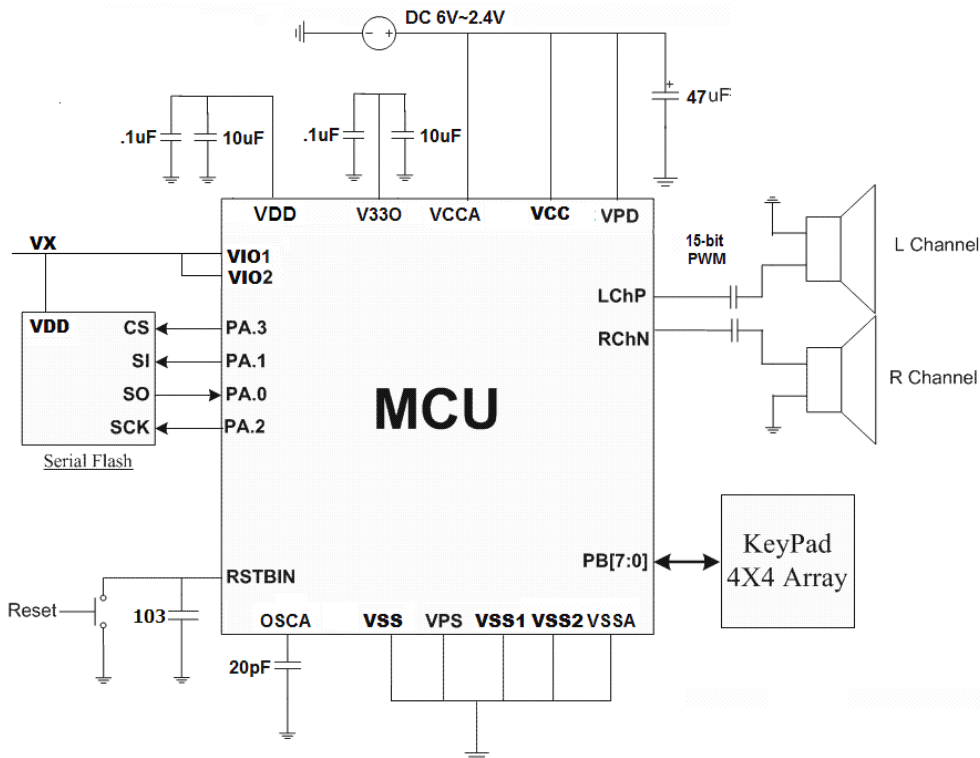 DC 6V~2.4V
47uF
.1uF
10uF
.1uF
10uF
VDD
V33O
VCCA
VCC
VPD
VX
VIO1
VIO2
15-bit
PWM
L Channel
LChP
RChN
R Channel
VDD
CS
PA.3
SI
PA.1
SO
PA.0
SCK
PA.2
Serial Flash
MCU
PB[7:0]
KeyPad
4X4 Array
RSTBIN
Reset
103
OSCA
VSS
VPS
VSS1
VSS2
VSSA
20pF